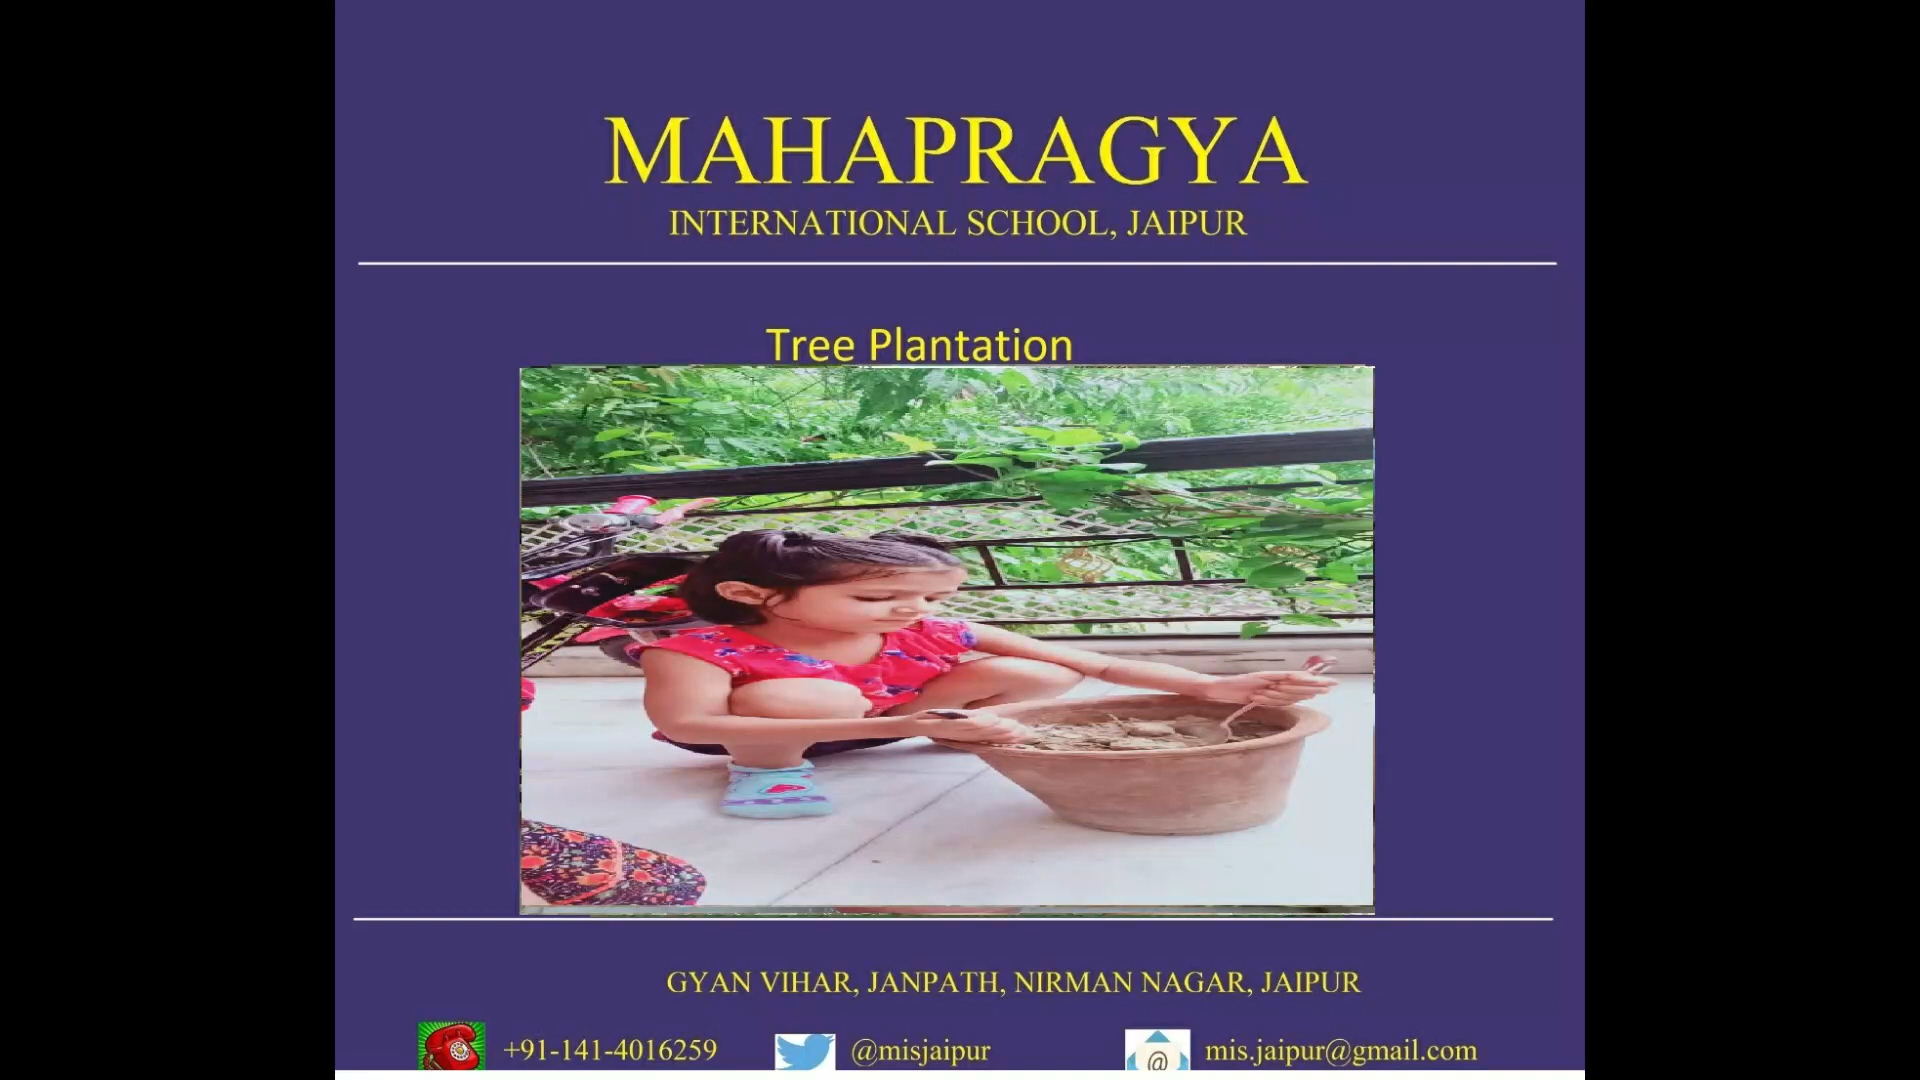 MAHAPRAGYA
INTERNATIONAL SCHOOL, JAIPUR
Tree Plantation
GYAN VIHAR, JANPATH, NIRMAN NAGAR, JAIPUR
+91-141-4016259 @misjaipur mis.jaipur@gmail.com